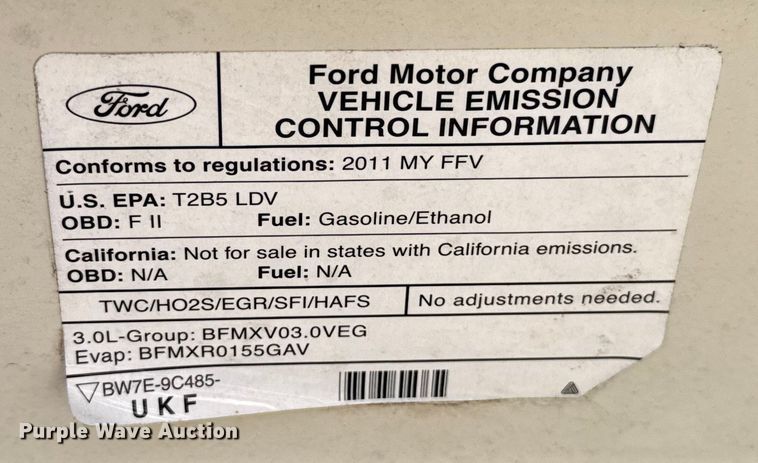 Ford
Ford Motor Company
VEHICLE EMISSION
CONTROL INFORMATION
Conforms to regulations: 2011 MY FFV
U.S. EPA: T2B5 LDV
OBD: F II Fuel: Gasoline/Ethanol
California: Not for sale in states with California emissions.
OBD: N/A Fuel: N/A
TWC/HO2S/EGR/SFI/HAFS No adjustments needed.
3.0L-Group: BFMXV03.0VEG
Evap: BFMXR0155GAV
BW7E-9C485-
UKF
Purple Wave Auction